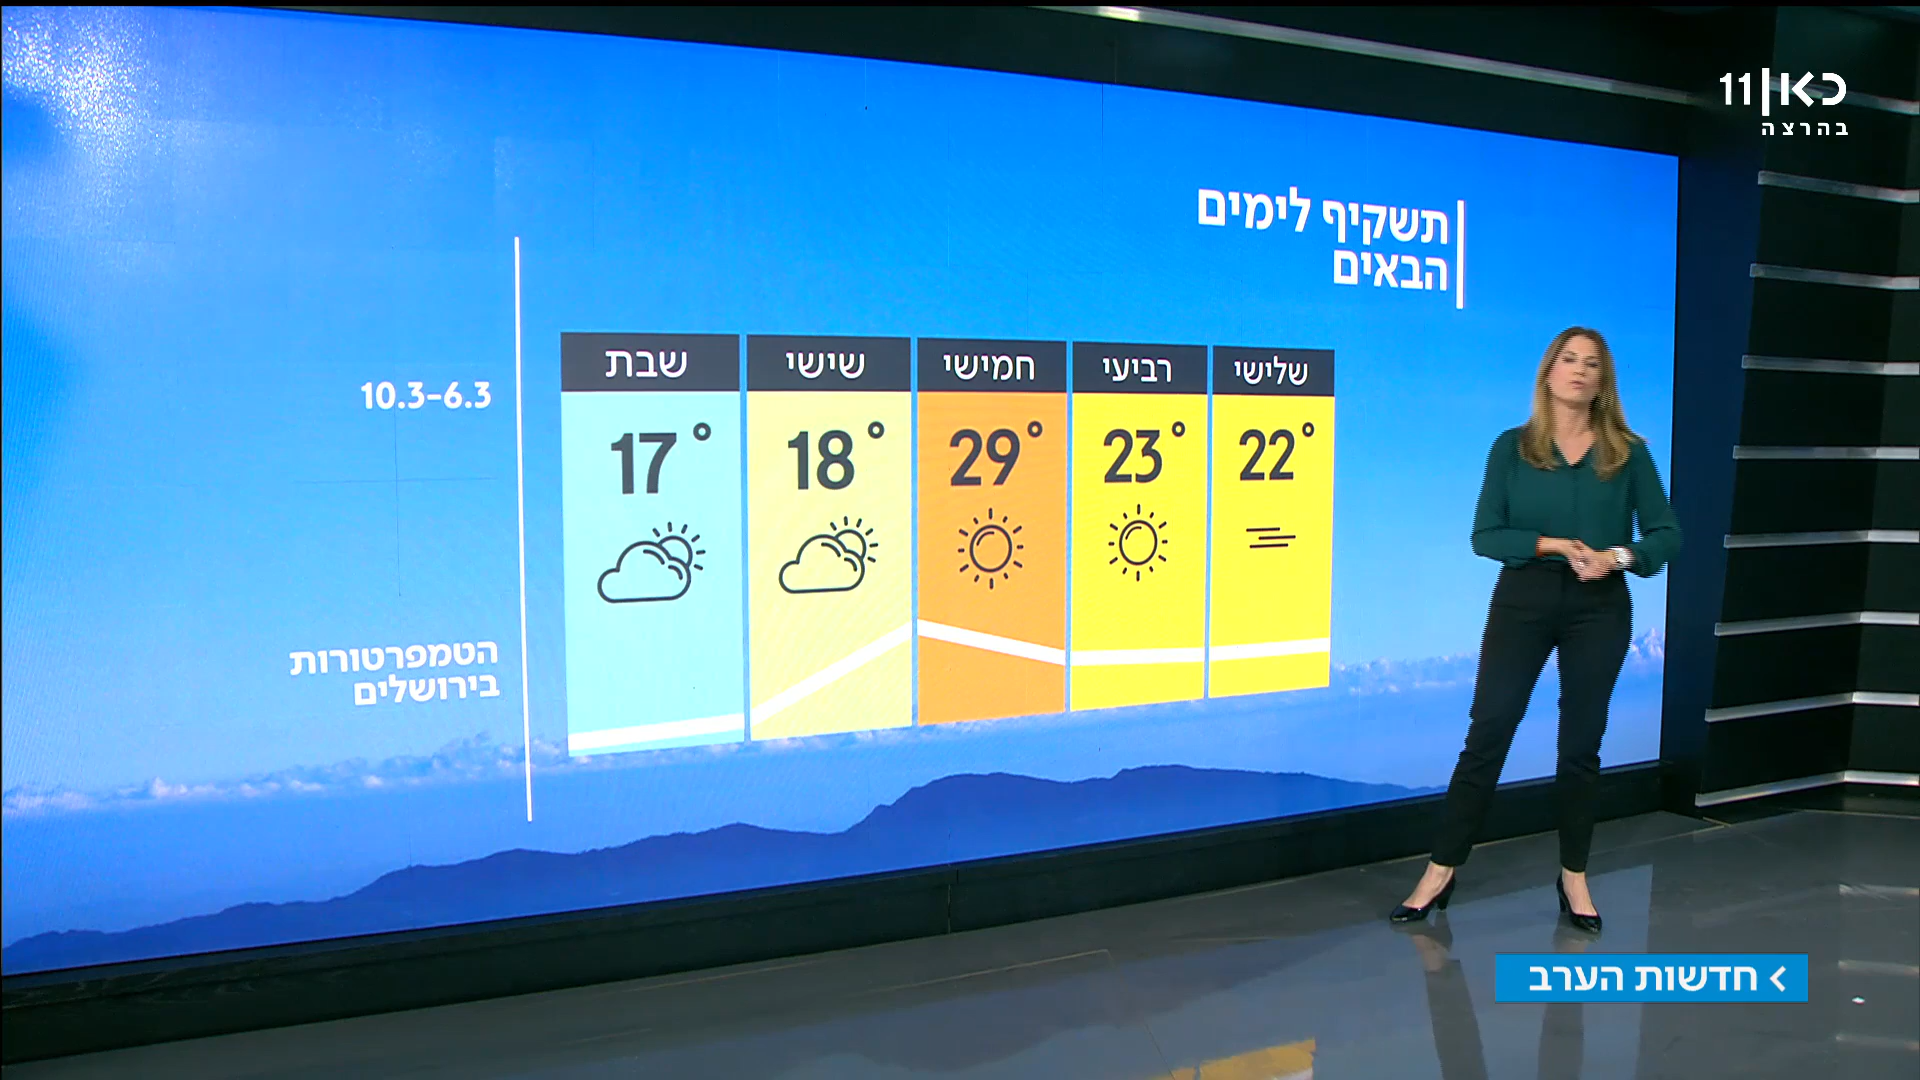 כאן 11
בהרצה
תשקיף לימים
הבאים
שלישי
רביעי
חמישי
שישי
שבת
22°
23°
29°
18°
17°
10.3-6.3
הטמפרטורות
בירושלים
חדשות הערב